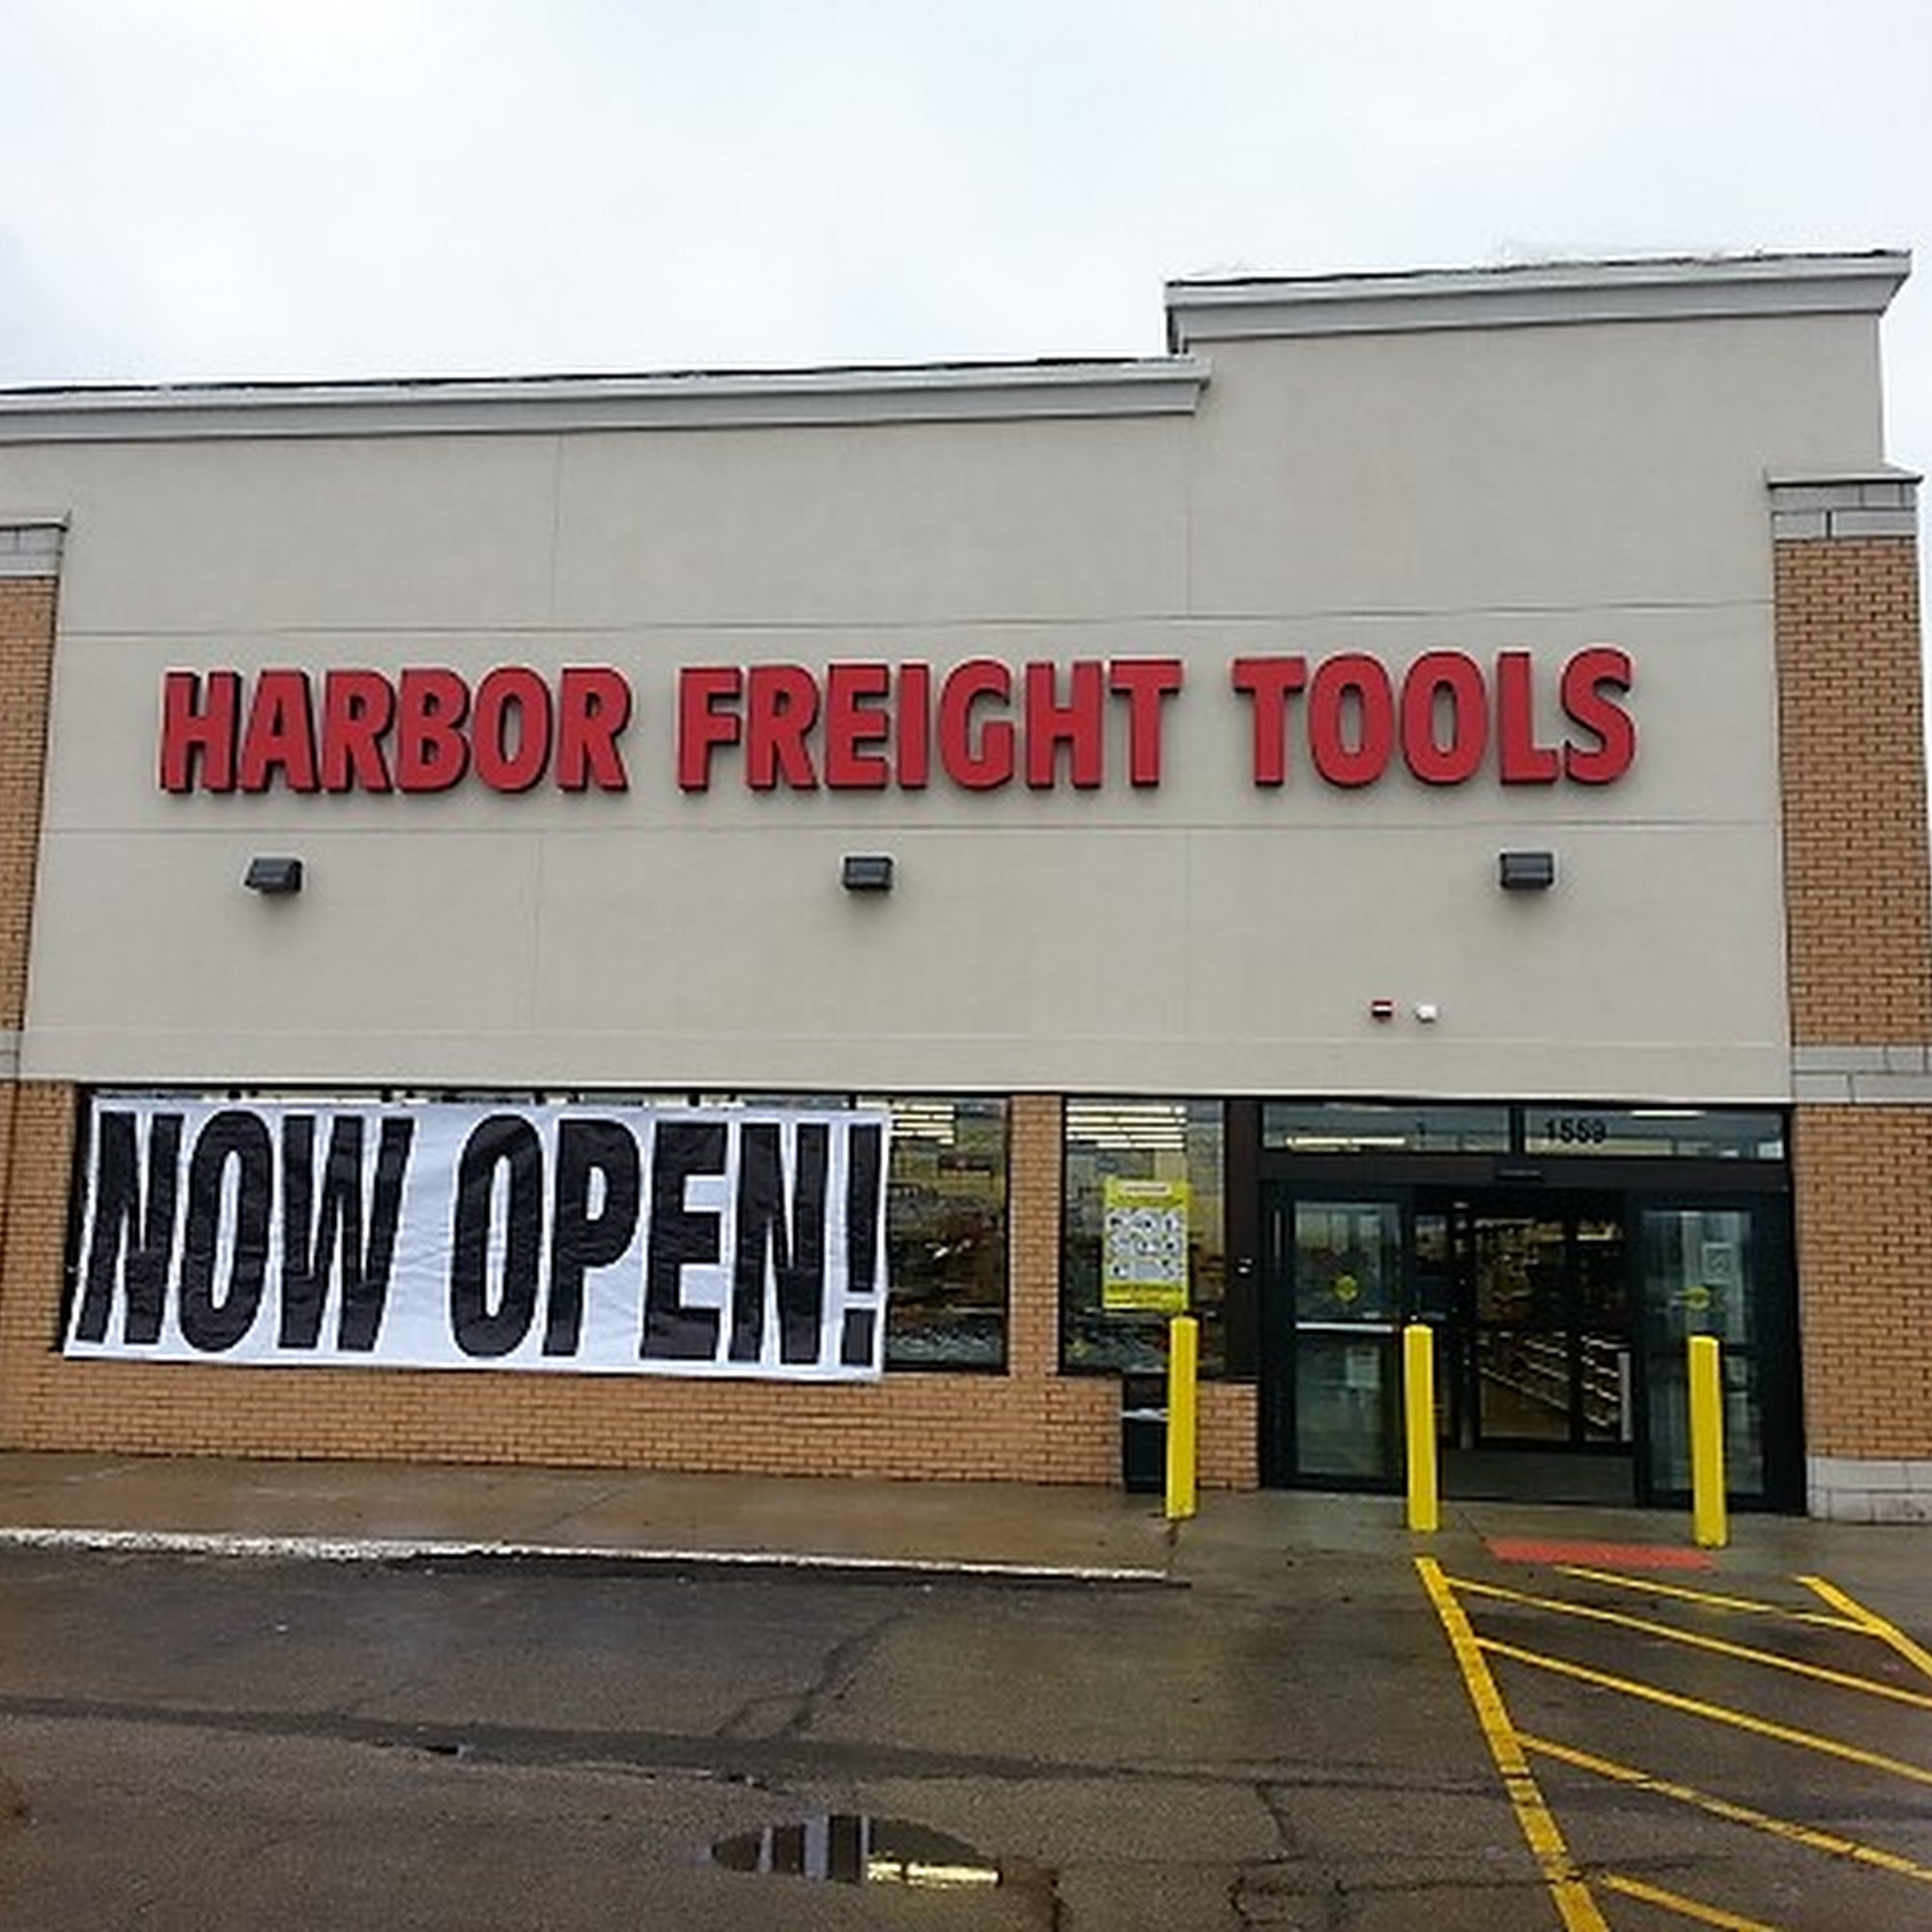 HARBOR FREIGHT TOOLS
NOW OPEN!
1559